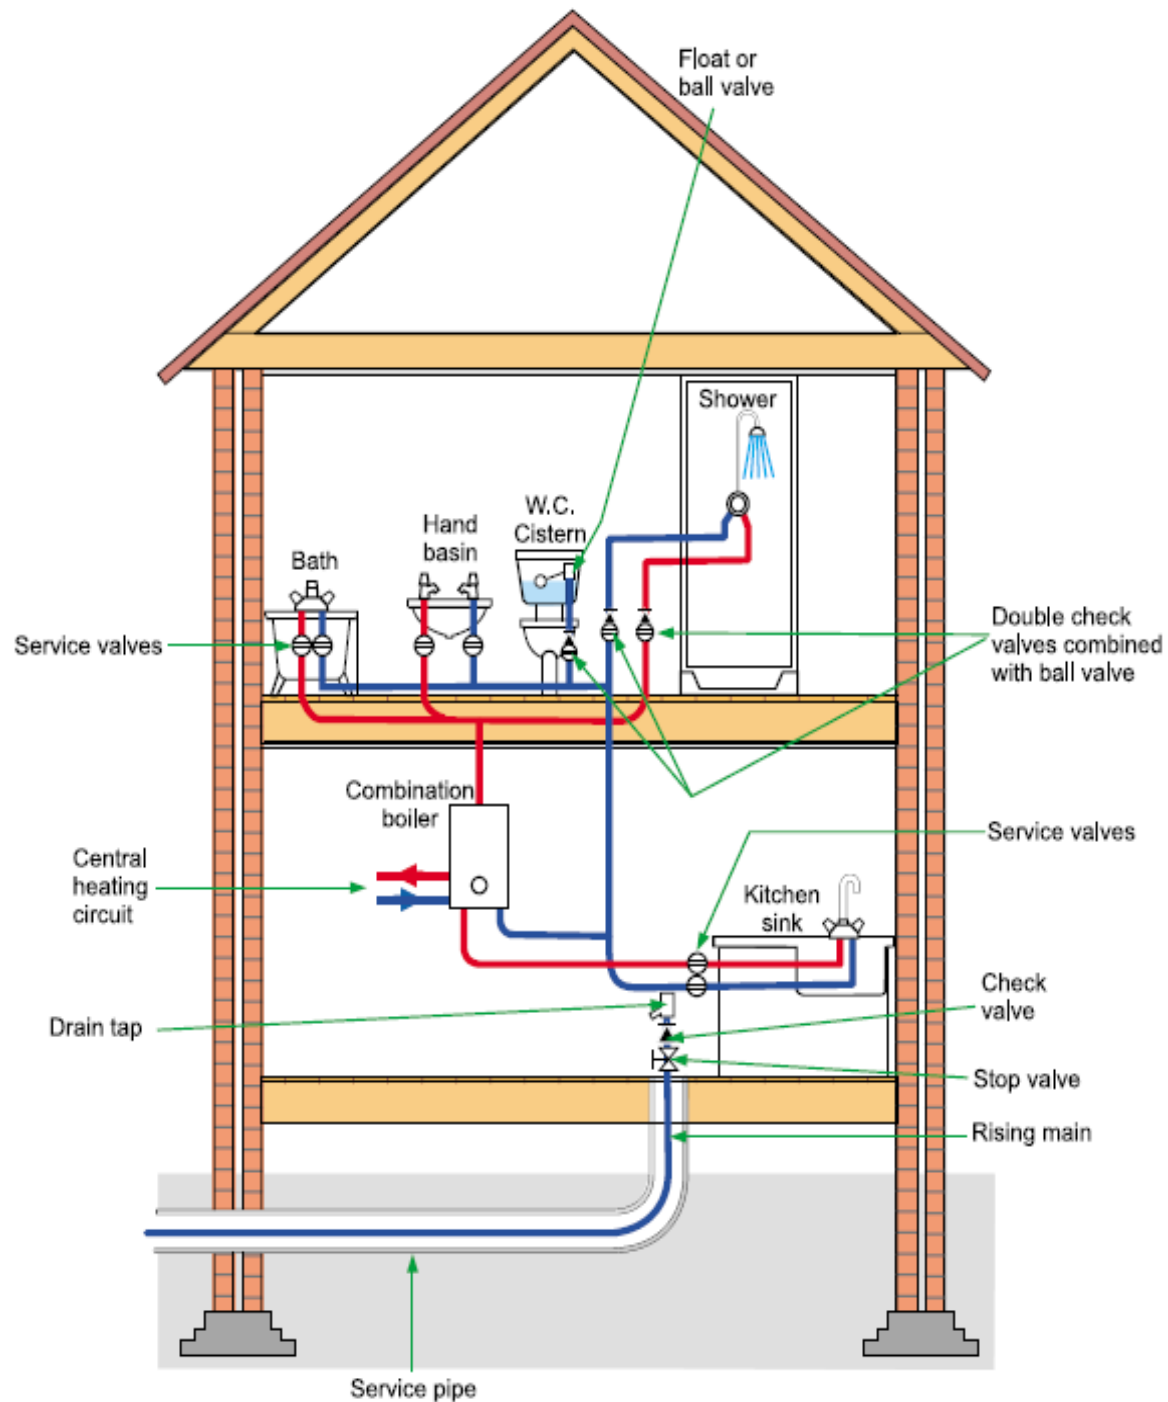 Float or
ball valve
Shower
W.C.
Cistern
Hand
basin
Bath
Service valves
Double check
valves combined
with ball valve
Combination
boiler
Service valves
Central
heating
circuit
Kitchen
sink
Check
valve
Drain tap
Stop valve
Rising main
Service pipe